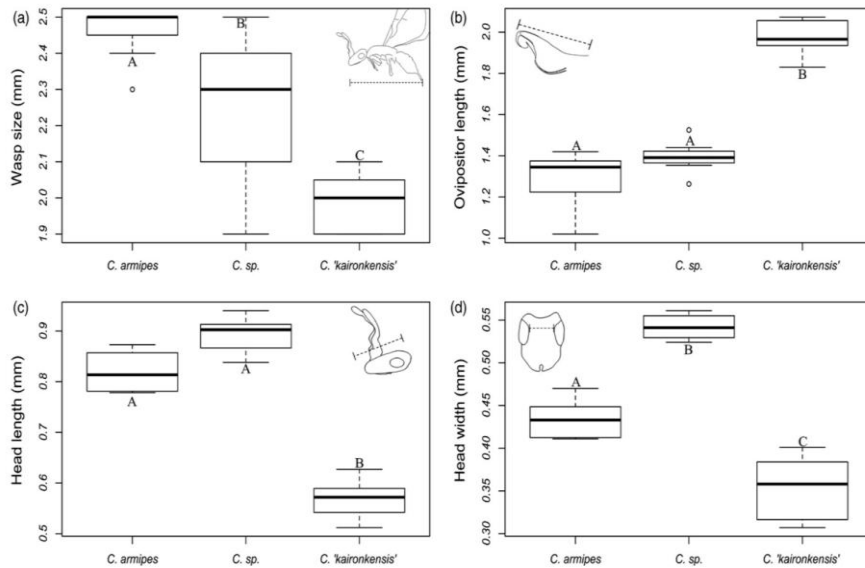 (a)
Wasp size (mm)
2.5
2.4
2.3
2.2
2.1
2.0
1.9
A
B
C
C. armipes
C. sp.
C. 'kaironkensis'
(b)
Ovipositor length (mm)
2.0
1.8
1.6
1.4
1.2
1.0
A
A
B
C. armipes
C. sp.
C. 'kaironkensis'
(c)
Head length (mm)
0.9
0.8
0.7
0.6
0.5
A
A
B
C. armipes
C. sp.
C. 'kaironkensis'
(d)
Head width (mm)
0.55
0.50
0.45
0.40
0.35
0.30
A
B
C
C. armipes
C. sp.
C. 'kaironkensis'